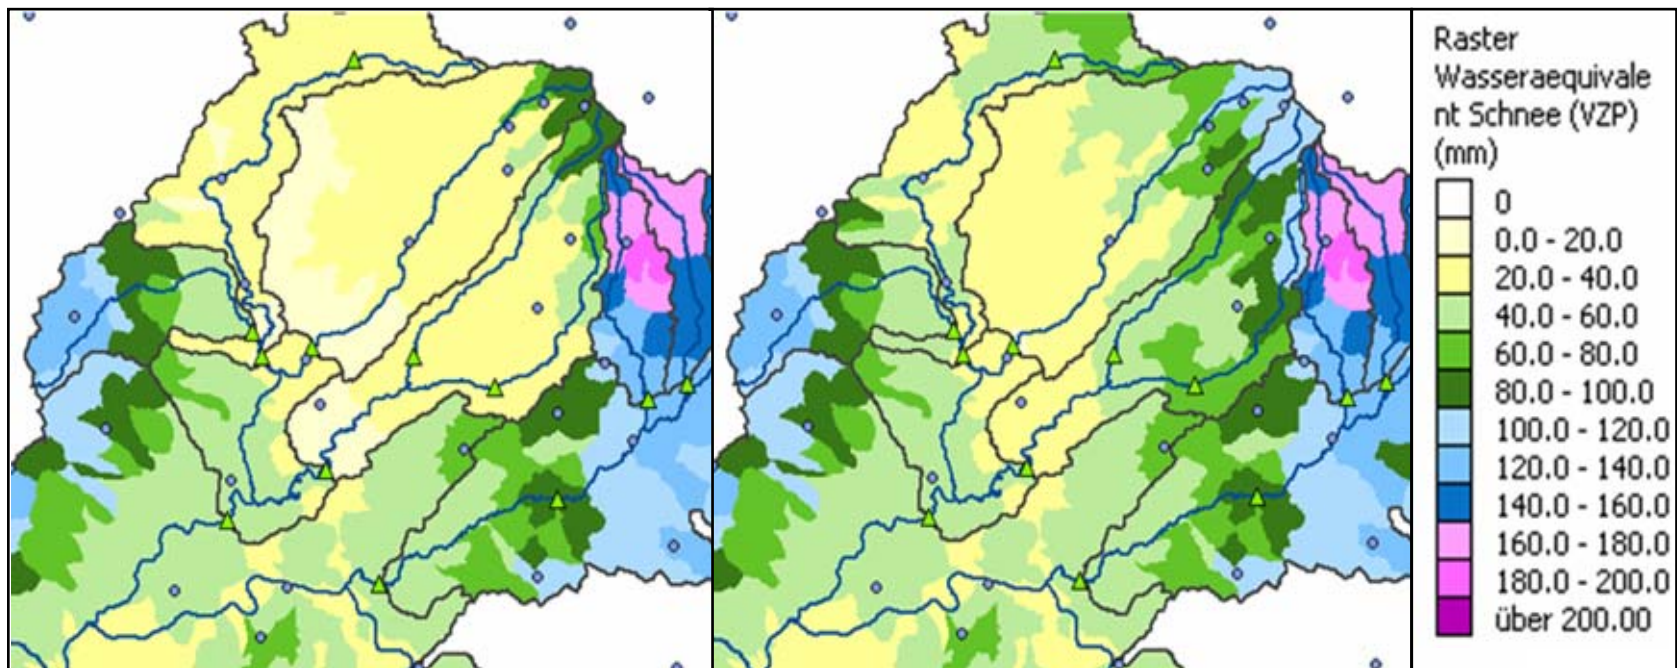 Raster
Wasseraequivale
nt Schnee (VZP)
(mm)
0
0.0 - 20.0
20.0 - 40.0
40.0 - 60.0
60.0 - 80.0
80.0 - 100.0
100.0 - 120.0
120.0 - 140.0
140.0 - 160.0
160.0 - 180.0
180.0 - 200.0
über 200.00